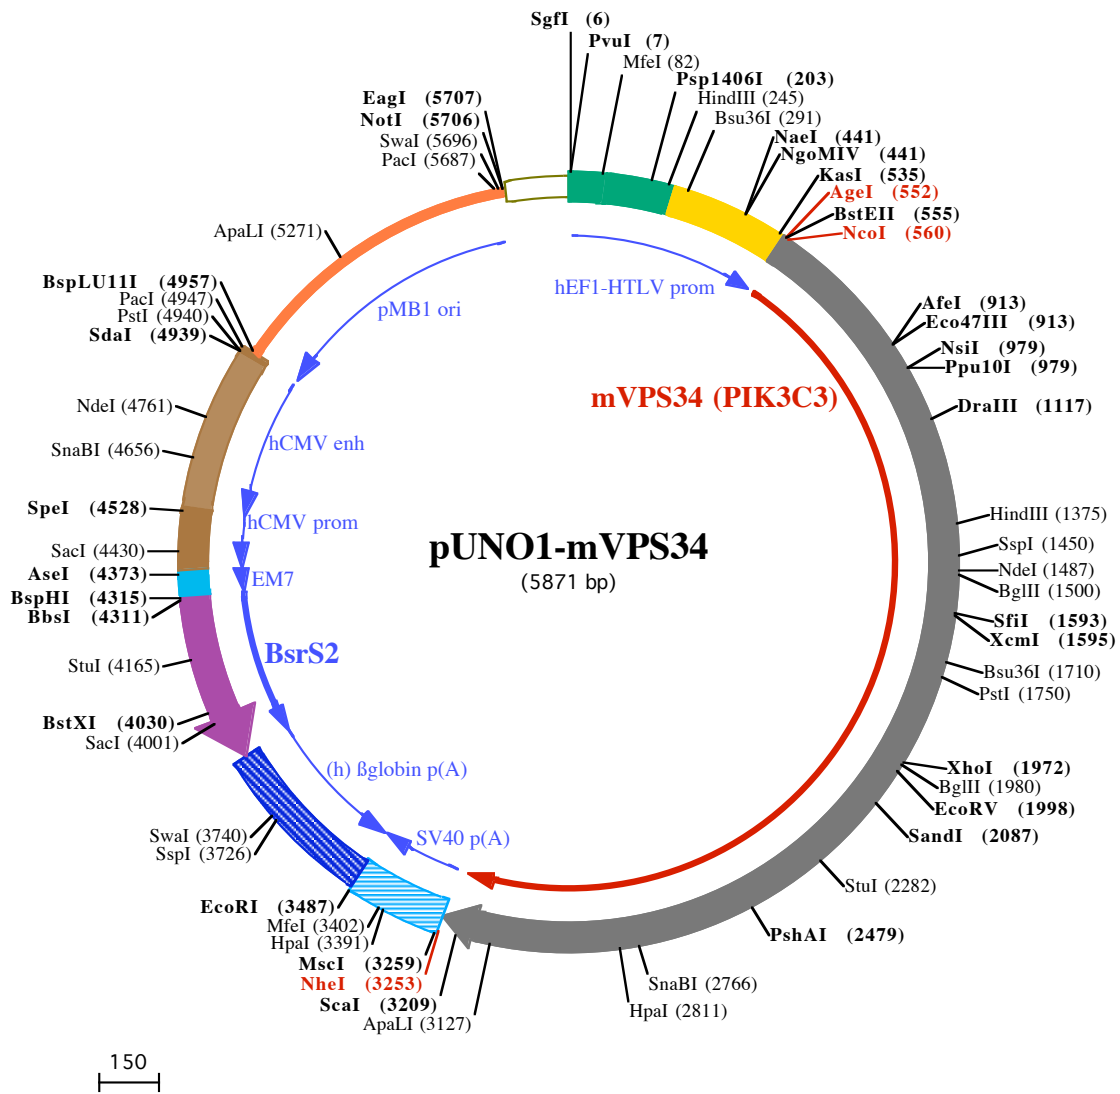 SgfI (6)
PvuI (7)
MfeI (82)
Psp1406I (203)
HindIII (245)
Bsu36I (291)
NaeI (441)
NgoMIV (441)
KasI (535)
AgeI (552)
BstEII (555)
NcoI (560)
AfeI (913)
Eco47III (913)
NsiI (979)
Ppu10I (979)
DraIII (1117)
HindIII (1375)
SspI (1450)
NdeI (1487)
BglII (1500)
SfiI (1593)
XcmI (1595)
Bsu36I (1710)
PstI (1750)
XhoI (1972)
BglII (1980)
EcoRV (1998)
SandI (2087)
StuI (2282)
PshAI (2479)
SnaBI (2766)
HpaI (2811)
ApaLI (3127)
ScaI (3209)
NheI (3253)
MscI (3259)
HpaI (3391)
MfeI (3402)
EcoRI (3487)
SspI (3726)
SwaI (3740)
SacI (4001)
BstXI (4030)
StuI (4165)
BbsI (4311)
BspHI (4315)
AseI (4373)
SacI (4430)
SpeI (4528)
SnaBI (4656)
NdeI (4761)
SdaI (4939)
PstI (4940)
PacI (4947)
BspLU11I (4957)
ApaLI (5271)
PacI (5687)
SwaI (5696)
NotI (5706)
EagI (5707)
hEF1-HTLV prom
mVPS34 (PIK3C3)
pMB1 ori
hCMV enh
hCMV prom
EM7
BsrS2
(h) ßglobin p(A)
SV40 p(A)
pUNO1-mVPS34
(5871 bp)
150